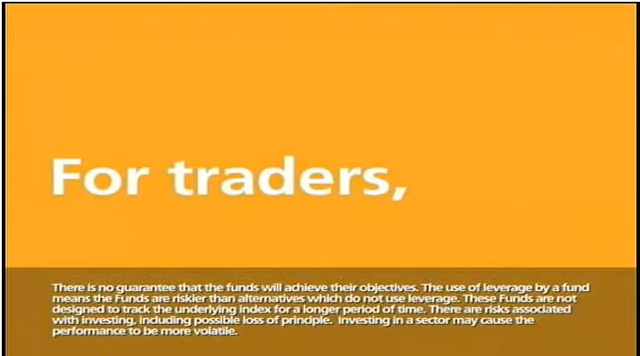 For traders,
There is no guarantee that the funds will achieve their objectives. The use of leverage by a fund
means the Funds are riskier than alternatives which do not use leverage. These Funds are not
designed to track the underlying index for a longer period of time. There are risks associated
with investing, including possible loss of principle. Investing in a sector may cause the
performance to be more volatile.